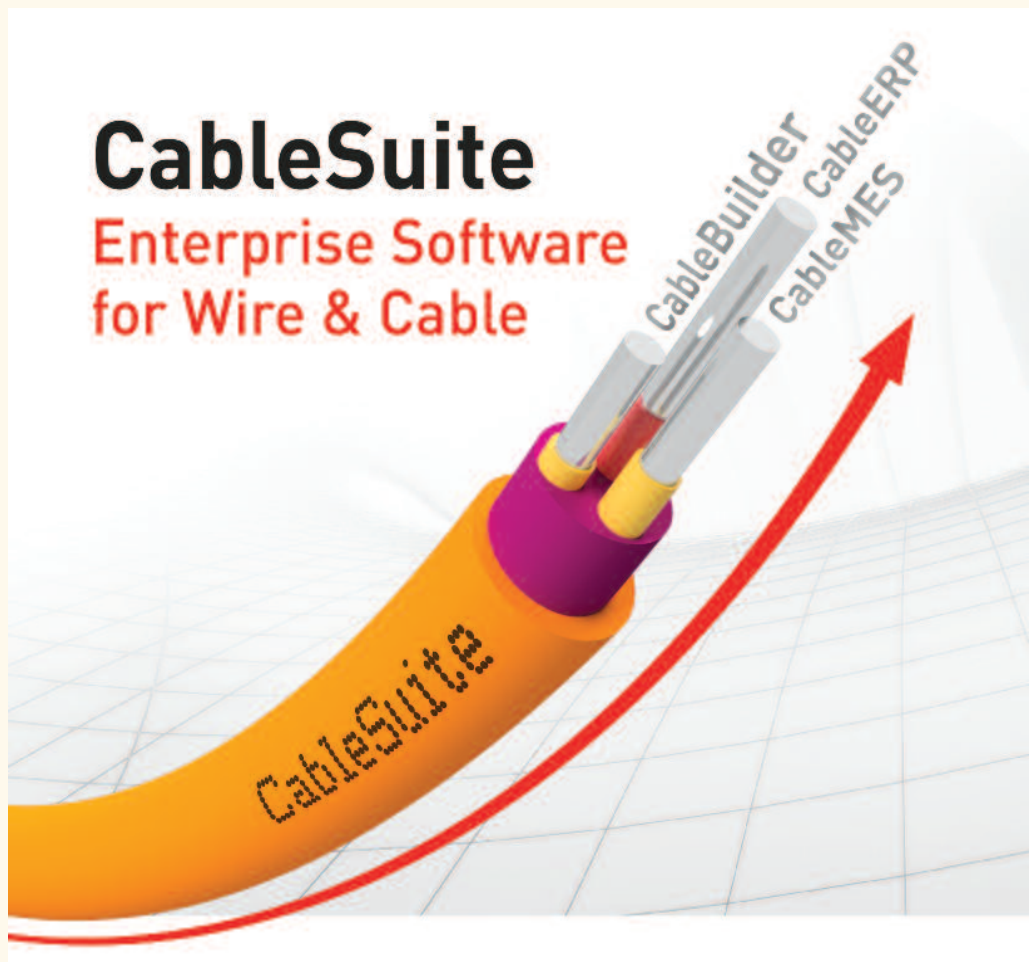 CableSuite
Enterprise Software
for Wire & Cable
CableBuilder
CableERP
CableMES
CableSuite